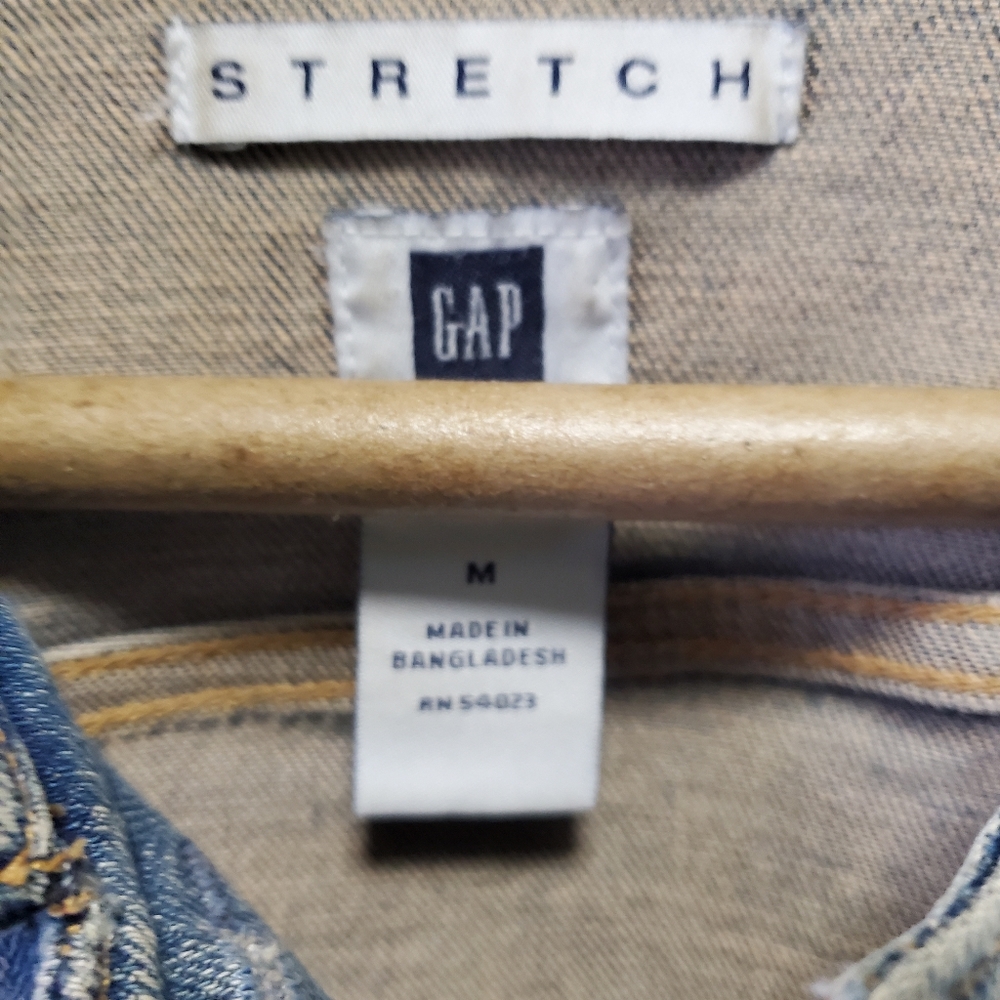 STRETCH
GAP
M
MADE IN
BANGLADESH
RN 54023